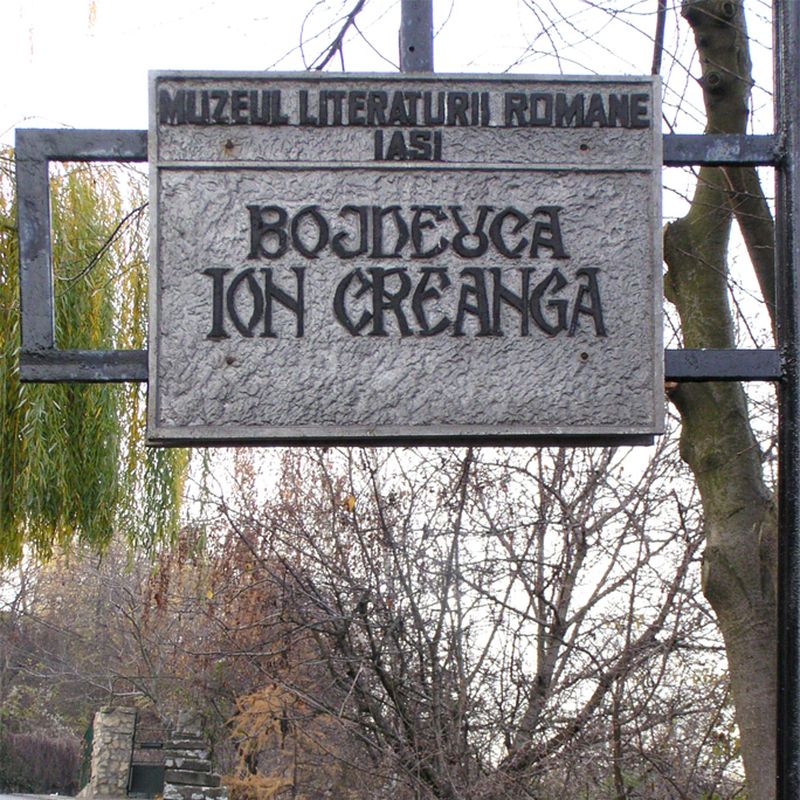 MUZEUL LITERATURII ROMANE
IASI
BOJDEUCA
ION CREANGA